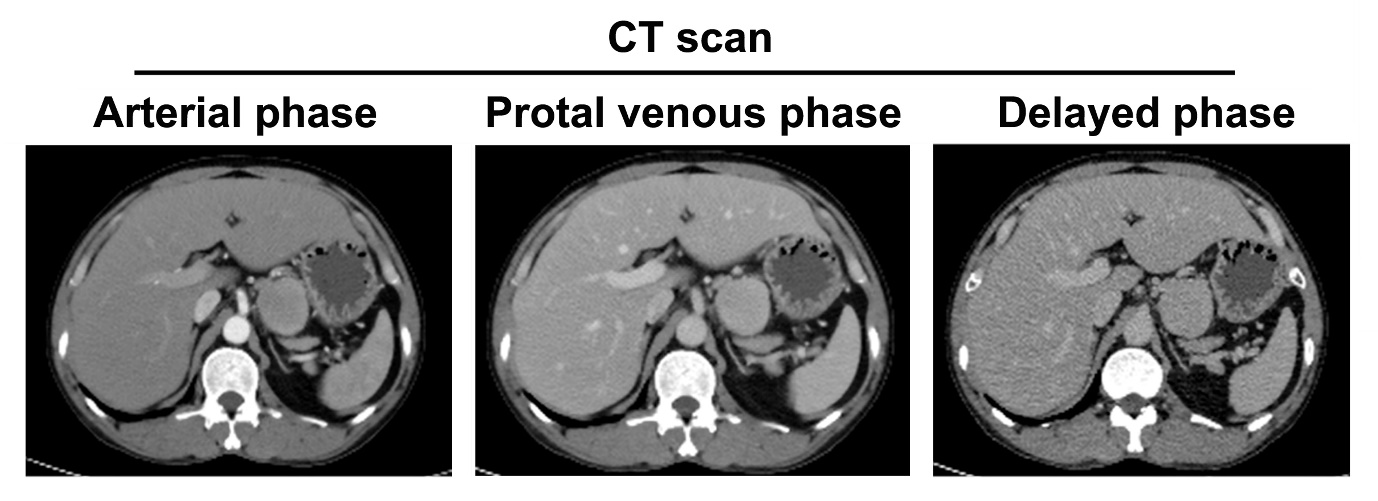 CT scan
Arterial phase
Protal venous phase
Delayed phase